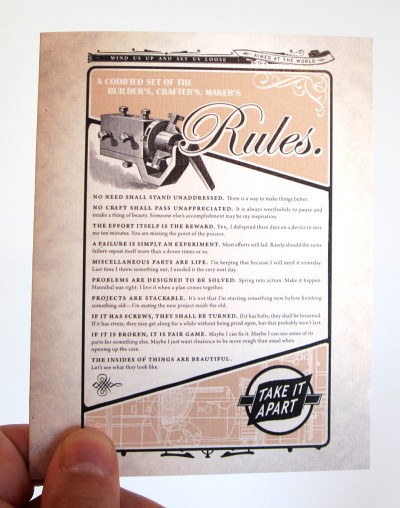 WIND US UP AND SET US LOOSE
AIMED AT THE WORLD
A CODIFIED SET OF THE
BUILDER'S, CRAFTER'S, MAKER'S
Rules.
NO NEED SHALL STAND UNADDRESSED. There is a way to make things better.
NO CRAFT SHALL PASS UNAPPRECIATED. It is always worthwhile to pause and
intake a thing of beauty. Someone else's accomplishment may be my inspiration.
THE EFFORT ITSELF IS THE REWARD. Yes, I did spend three days on a device to save
me ten minutes. You are missing the point of the process.
A FAILURE IS SIMPLY AN EXPERIMENT. Most efforts will fail. Rarely should the same
failure repeat itself more than a dozen times or so.
MISCELLANEOUS PARTS ARE LIFE. I'm keeping that because I will need it someday.
Last time I threw something out, I needed it the very next day.
PROBLEMS ARE DESIGNED TO BE SOLVED. Spring into action. Make it happen.
Hannibal was right: I love it when a plan comes together.
PROJECTS ARE STACKABLE. It's not that I'm starting something new before finishing
something old—I'm nesting the new project inside the old.
IF IT HAS SCREWS, THEY SHALL BE TURNED. If it has bolts, they shall be loosened.
If it has rivets, they may get along for a while without being pried upon, but that probably won't last.
IF IT IS BROKEN, IT IS FAIR GAME. Maybe I can fix it. Maybe I can use some of its
parts for something else. Maybe I just want clearance to be more rough than usual when
opening up the case.
THE INSIDES OF THINGS ARE BEAUTIFUL.
Let's see what they look like.
TAKE IT
APART